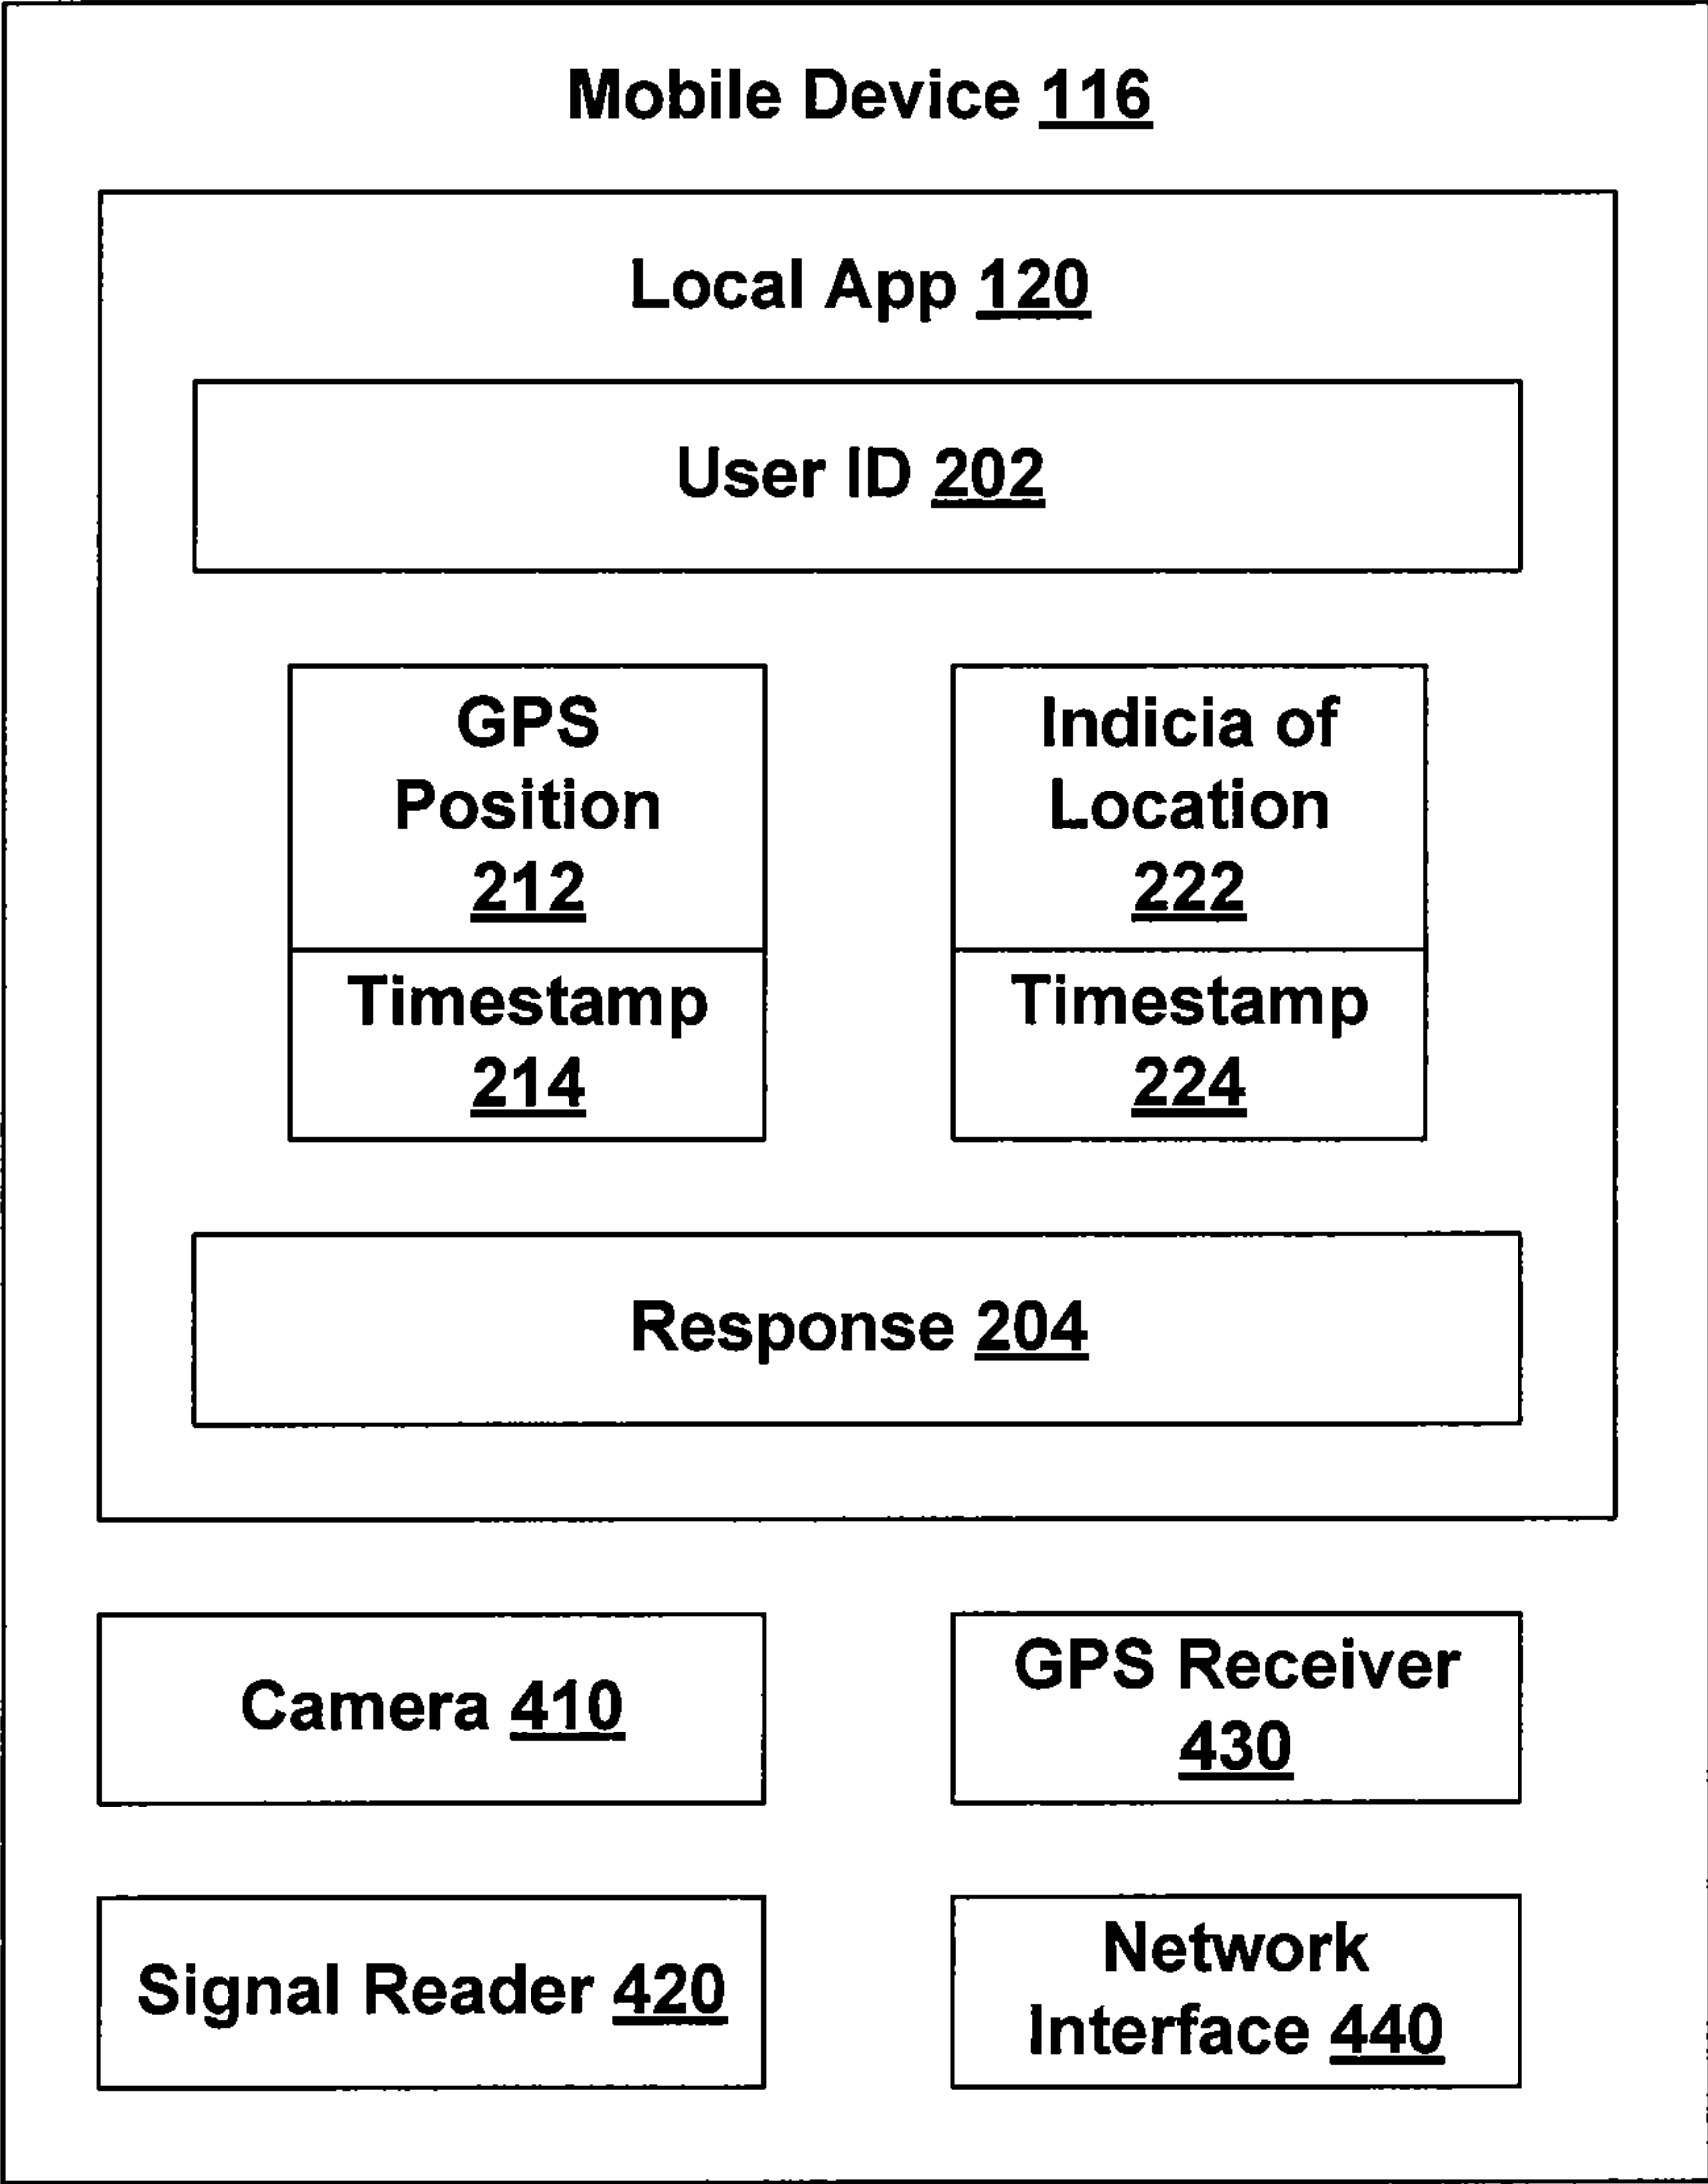 Mobile Device 116
Local App 120
User ID 202
GPS
Position
212
Timestamp
214
Indicia of
Location
222
Timestamp
224
Response 204
Camera 410
GPS Receiver
430
Signal Reader 420
Network
Interface 440